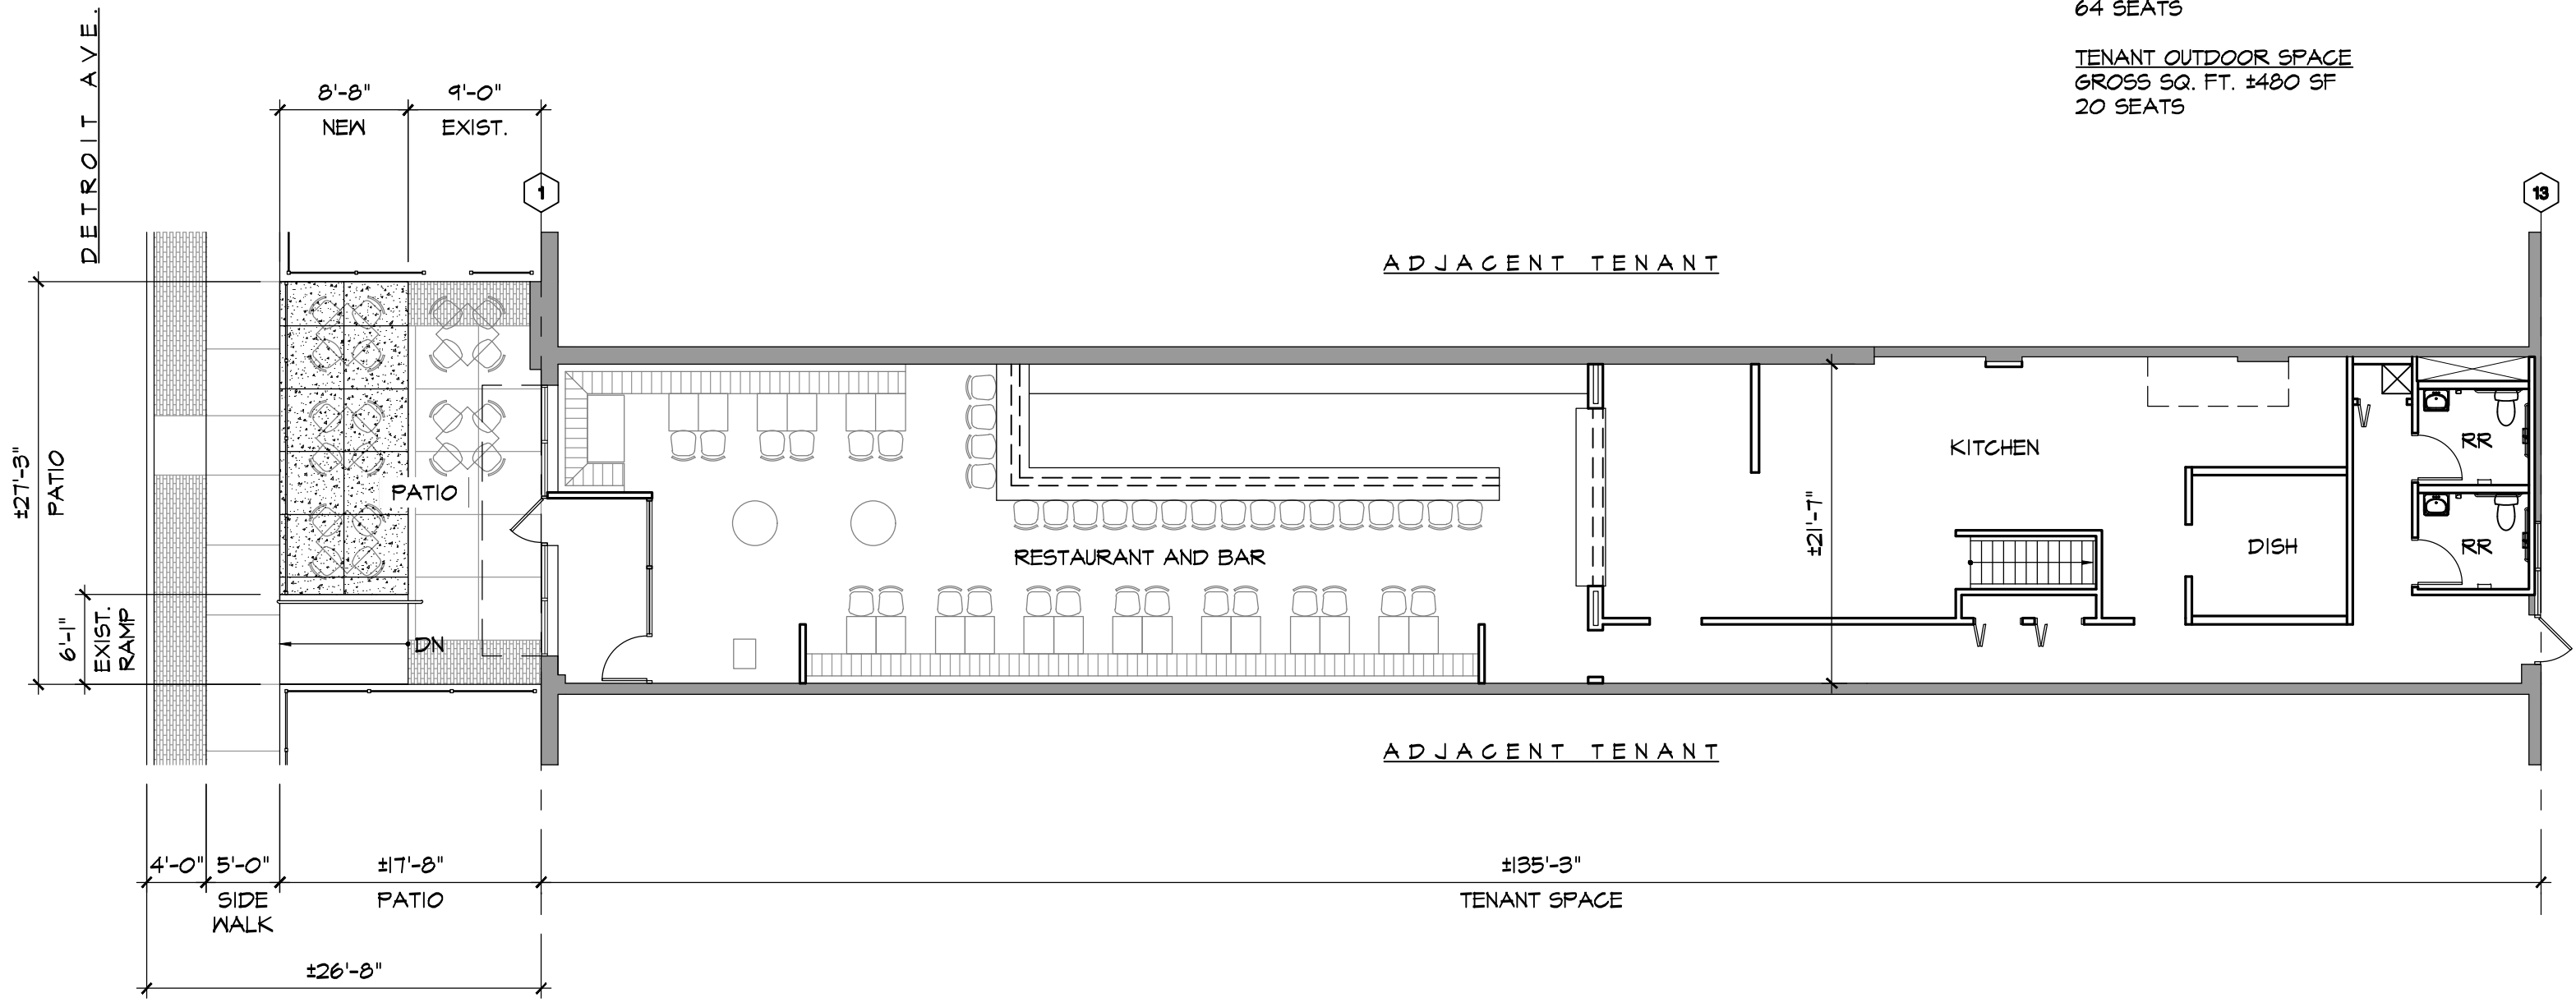 64 SEATS
TENANT OUTDOOR SPACE
GROSS SQ. FT. ±480 SF
20 SEATS
DETROIT AVE.
8'-8"
NEW
9'-0"
EXIST.
1
13
ADJACENT TENANT
±27'-3"
PATIO
6'-1"
EXIST.
RAMP
PATIO
DN
RESTAURANT AND BAR
±21'-7"
KITCHEN
DISH
RR
RR
ADJACENT TENANT
4'-0"
5'-0"
SIDE
WALK
±17'-8"
PATIO
±135'-3"
TENANT SPACE
±26'-8"